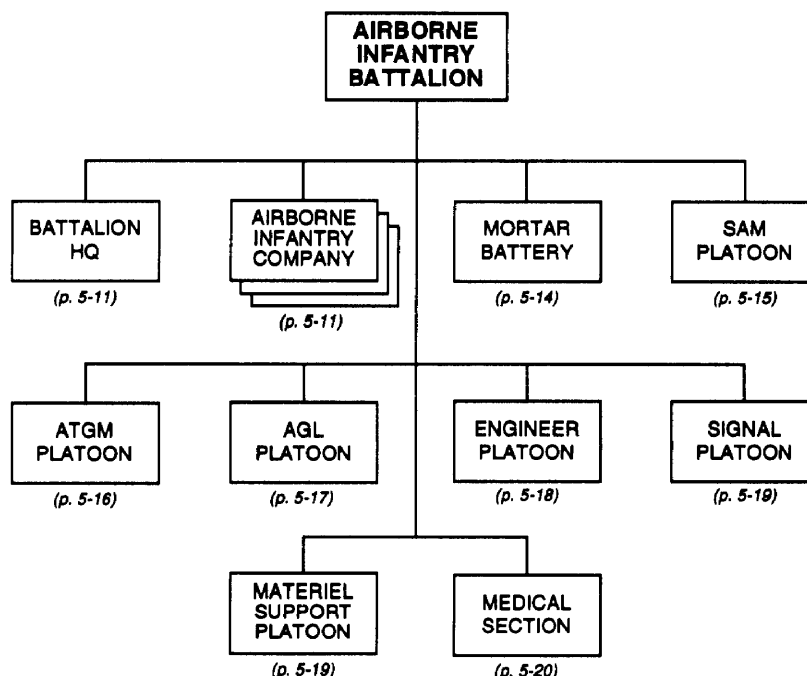 AIRBORNE
INFANTRY
BATTALION
BATTALION
HQ
(p. 5-11)
AIRBORNE
INFANTRY
COMPANY
(p. 5-11)
MORTAR
BATTERY
(p. 5-14)
SAM
PLATOON
(p. 5-15)
ATGM
PLATOON
(p. 5-16)
AGL
PLATOON
(p. 5-17)
ENGINEER
PLATOON
(p. 5-18)
SIGNAL
PLATOON
(p. 5-19)
MATERIEL
SUPPORT
PLATOON
(p. 5-19)
MEDICAL
SECTION
(p. 5-20)